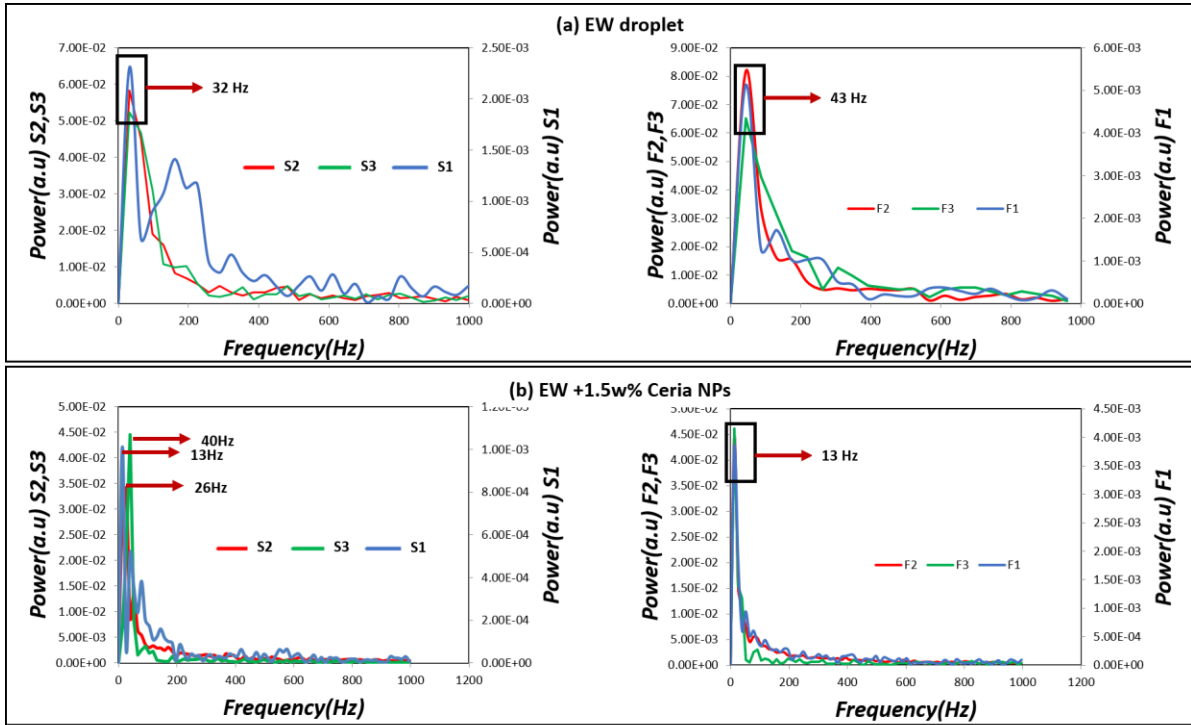 (a) EW droplet
7.00E-02
6.00E-02
5.00E-02
4.00E-02
3.00E-02
2.00E-02
1.00E-02
0.00E+00
Power(a.u) S2,S3
32 Hz
S2 S3 S1
2.50E-03
2.00E-03
1.50E-03
1.00E-03
5.00E-04
0.00E+00
Power(a.u) S1
0 200 400 600 800 1000
Frequency(Hz)
9.00E-02
8.00E-02
7.00E-02
6.00E-02
5.00E-02
4.00E-02
3.00E-02
2.00E-02
1.00E-02
0.00E+00
Power(a.u) F2,F3
43 Hz
F2 F3 F1
6.00E-03
5.00E-03
4.00E-03
3.00E-03
2.00E-03
1.00E-03
0.00E+00
Power(a.u) F1
0 200 400 600 800 1000
Frequency(Hz)
(b) EW +1.5w% Ceria NPs
5.00E-02
4.50E-02
4.00E-02
3.50E-02
3.00E-02
2.50E-02
2.00E-02
1.50E-02
1.00E-02
5.00E-03
0.00E+00
Power(a.u) S2,S3
40Hz
13Hz
26Hz
S2 S3 S1
1.20E-03
1.00E-03
8.00E-04
6.00E-04
4.00E-04
2.00E-04
0.00E+00
Power(a.u) S1
0 200 400 600 800 1000 1200
Frequency(Hz)
5.00E-02
4.50E-02
4.00E-02
3.50E-02
3.00E-02
2.50E-02
2.00E-02
1.50E-02
1.00E-02
5.00E-03
0.00E+00
Power(a.u) F2,F3
13 Hz
F2 F3 F1
4.50E-03
4.00E-03
3.50E-03
3.00E-03
2.50E-03
2.00E-03
1.50E-03
1.00E-03
5.00E-04
0.00E+00
Power(a.u) F1
0 200 400 600 800 1000 1200
Frequency(Hz)